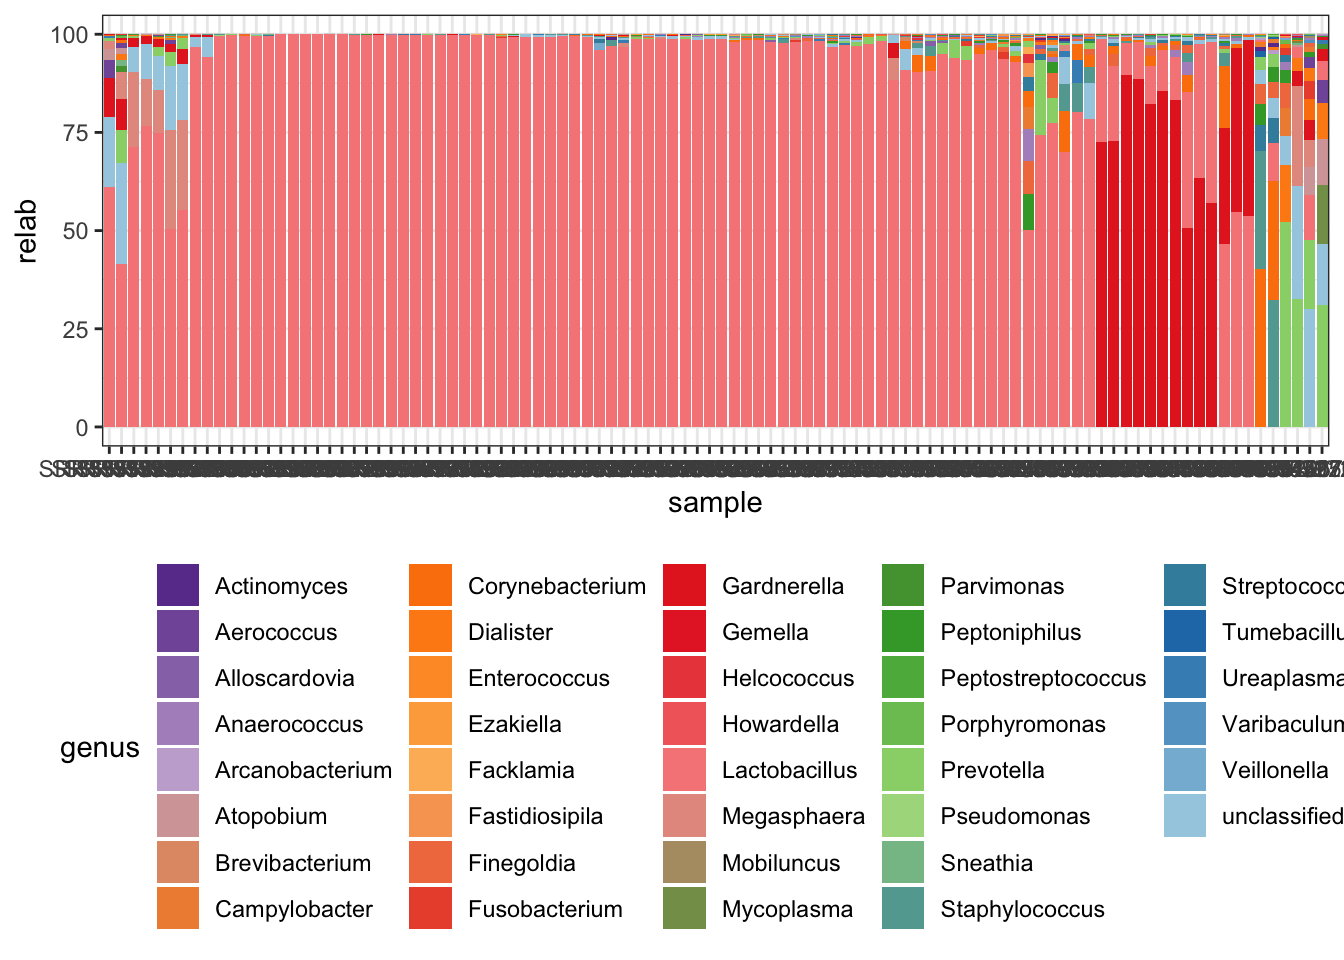 100
75
50
25
0
relab
sample
genus
Actinomyces
Aerococcus
Alloscardovia
Anaerococcus
Arcanobacterium
Atopobium
Brevibacterium
Campylobacter
Corynebacterium
Dialister
Enterococcus
Ezakiella
Facklamia
Fastidiosipila
Finegoldia
Fusobacterium
Gardnerella
Gemella
Helcococcus
Howardella
Lactobacillus
Megasphaera
Mobiluncus
Mycoplasma
Parvimonas
Peptoniphilus
Peptostreptococcus
Porphyromonas
Prevotella
Pseudomonas
Sneathia
Staphylococcus
Streptococc
Tumebacillu
Ureaplasma
Varibaculum
Veillonella
unclassified